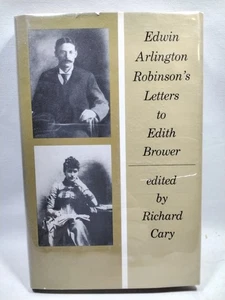 Edwin
Arlington
Robinson's
Letters
to
Edith
Brower
edited
by
Richard
Cary